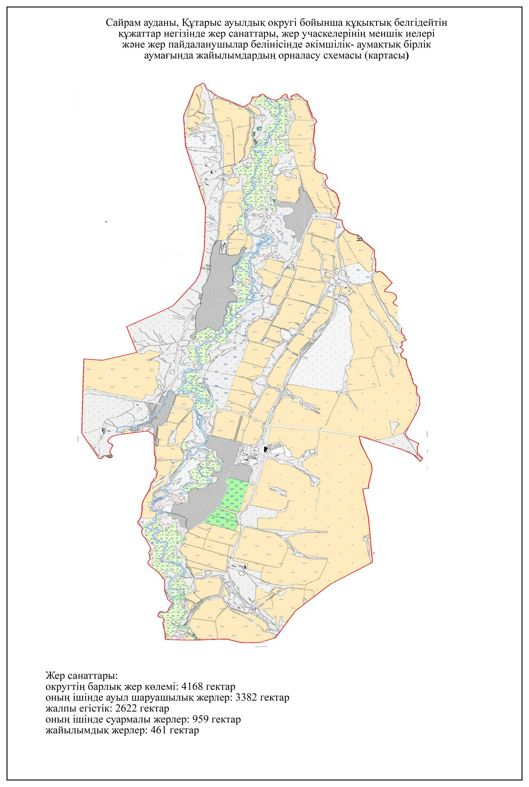 Сайрам ауданы, Құтарыс ауылдық округі бойынша құқықтық белгідейтін
құжаттар негізінде жер санаттары, жер учаскелерінің меншік иелері
және жер пайдаланушылар белінісінде әкімшілік- аумақтық бірлік
аумағында жайылымдардың орналасу схемасы (картасы)
Жер санаттары:
округтің барлық жер көлемі: 4168 гектар
оның ішінде ауыл шаруашылық жерлер: 3382 гектар
жалпы егістік: 2622 гектар
оның ішінде суармалы жерлер: 959 гектар
жайылымдық жерлер: 461 гектар